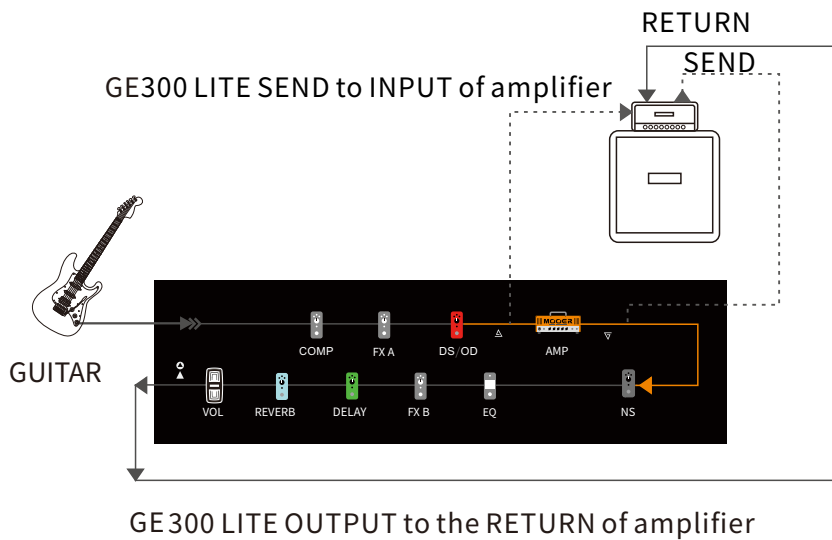 RETURN
SEND
GE300 LITE SEND to INPUT of amplifier
GUITAR
COMP
FX A
DS/OD
MOOER
AMP
VOL
REVERB
DELAY
FX B
EQ
NS
GE300 LITE OUTPUT to the RETURN of amplifier